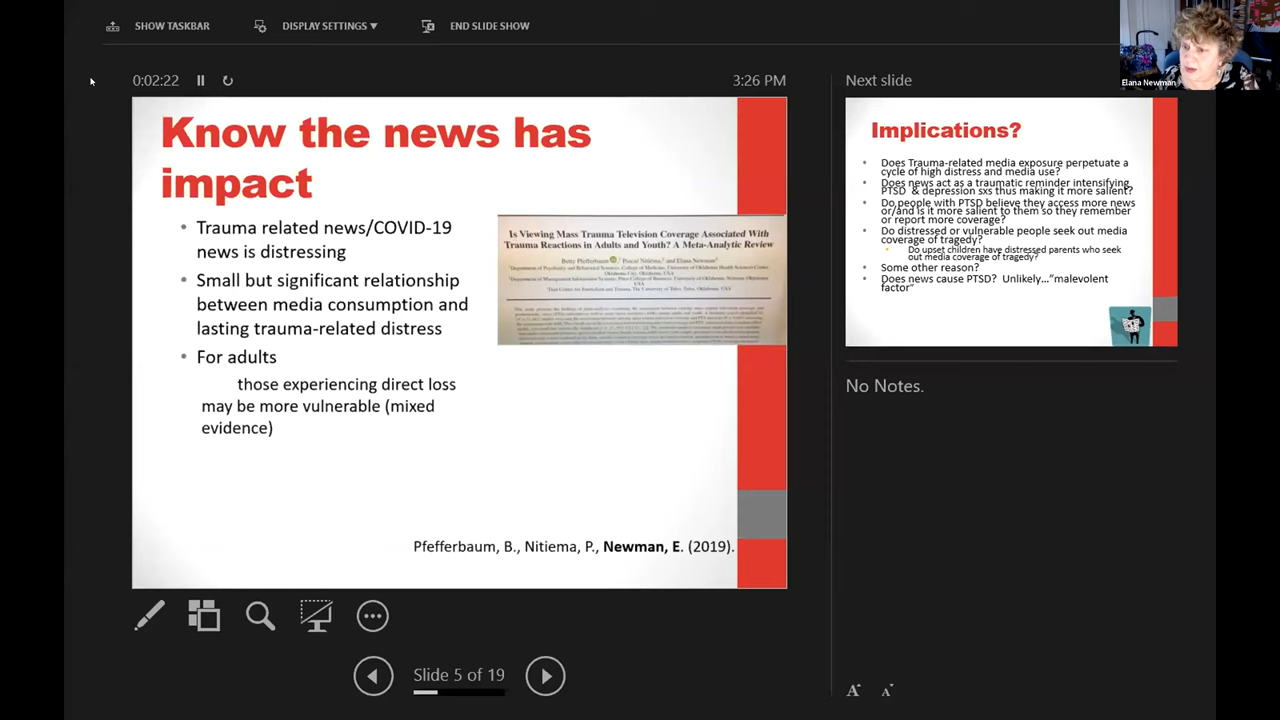 SHOW TASKBAR
DISPLAY SETTINGS
END SLIDE SHOW
Elana Newman
0:02:22
3:26 PM
Next slide
Know the news has
impact
• Trauma related news/COVID-19
news is distressing
• Small but significant relationship
between media consumption and
lasting trauma-related distress
• For adults
those experiencing direct loss
may be more vulnerable (mixed
evidence)
Is Viewing Mass Trauma Television Coverage Associated With
Trauma Reactions in Adults and Youth? A Meta-Analytic Review
Betty Pfefferbaum, Pascal Nitiéma, and Elana Newman
Pfefferbaum, B., Nitiema, P., Newman, E. (2019).
Implications?
• Does Trauma-related media exposure perpetuate a
cycle of high distress and media use?
• Does news act as a traumatic reminder intensifying
PTSD & depression sxs thus making it more salient?
• Do people with PTSD believe they access more news
or/and is it more salient to them so they remember
or report more coverage?
• Do distressed or vulnerable people seek out media
coverage of tragedy?
• Do upset children have distressed parents who seek
out media coverage of tragedy?
• Some other reason?
• Does news cause PTSD? Unlikely..."malevolent
factor"
No Notes.
Slide 5 of 19
A A